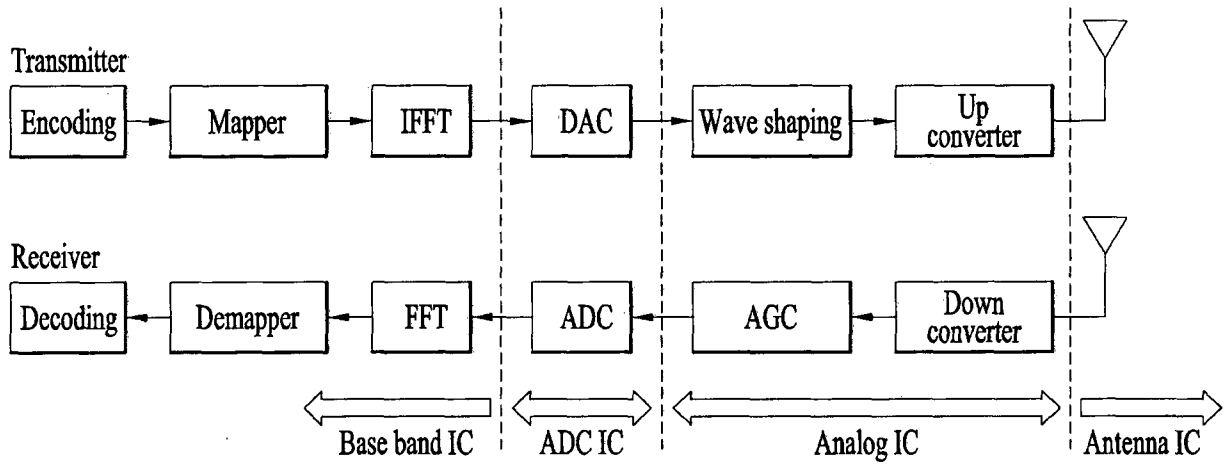 Transmitter
Encoding
Mapper
IFFT
DAC
Wave shaping
Up
converter
Receiver
Decoding
Demapper
FFT
ADC
AGC
Down
converter
Base band IC
ADC IC
Analog IC
Antenna IC